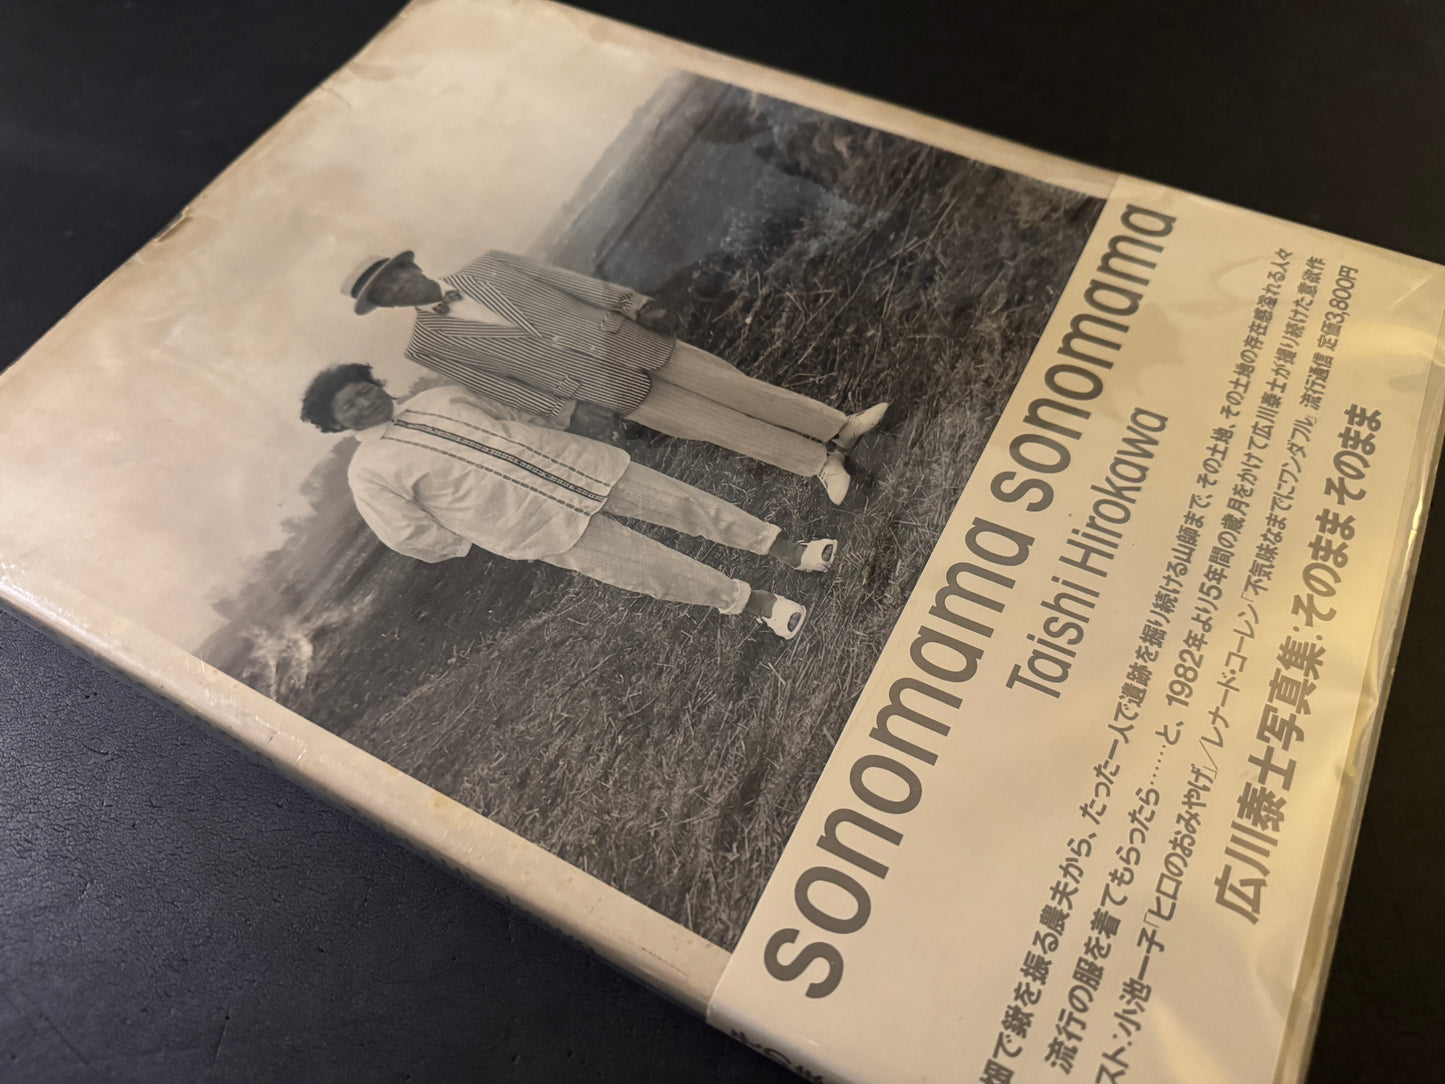 sonomama sonomama
Taishi Hirokawa
畑で鍬を振る農夫から、たった一人で遺跡を掘り続ける山師まで、その土地、その土地の存在感溢れる人々
流行の服を着てもらったら……と、1982年より5年間の歳月をかけて広川泰士が撮り続けた意欲作
スト:小池一子「ヒロのおみやげ」/レナード・コーレン「不気味なまでにワンダフル」 流行通信 定価3,800円
広川泰士写真集:そのまま そのまま